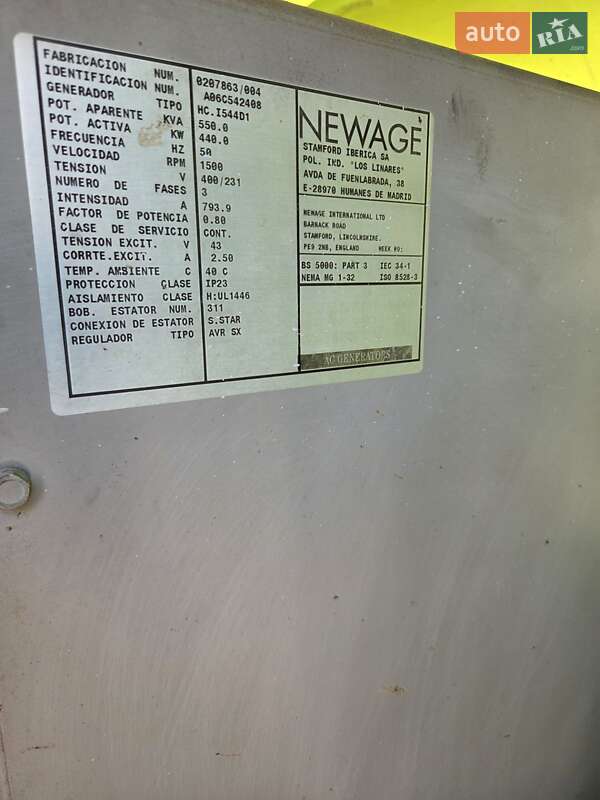 auto RIA.com
FABRICACION NUM. 0207863/004
IDENTIFICACION NUM. A06C542408
GENERADOR TIPO HC.I544D1
POT. APARENTE KVA 550.0
POT. ACTIVA KW 440.0
FRECUENCIA HZ 50
VELOCIDAD RPM 1500
TENSION V 400/231
NUMERO DE FASES 3
INTENSIDAD A 793.9
FACTOR DE POTENCIA 0.80
CLASE DE SERVICIO CONT.
TENSION EXCIT. V 43
CORRTE.EXCIT. A 2.50
TEMP. AMBIENTE C 40 C
PROTECCION CLASE IP23
AISLAMIENTO CLASE H:UL1446
BOB. ESTATOR NUM. 311
CONEXION DE ESTATOR S.STAR
REGULADOR TIPO AVR SX
NEWAGE
STAMFORD IBERICA SA
POL. IND. "LOS LINARES"
AVDA DE FUENLABRADA, 38
E-28970 HUMANES DE MADRID
NEWAGE INTERNATIONAL LTD
BARNACK ROAD
STAMFORD, LINCOLNSHIRE.
PE9 2NB, ENGLAND WEEK NO:
BS 5000: PART 3 IEC 34-1
NEMA MG 1-32 ISO 8528-3
AC GENERATORS